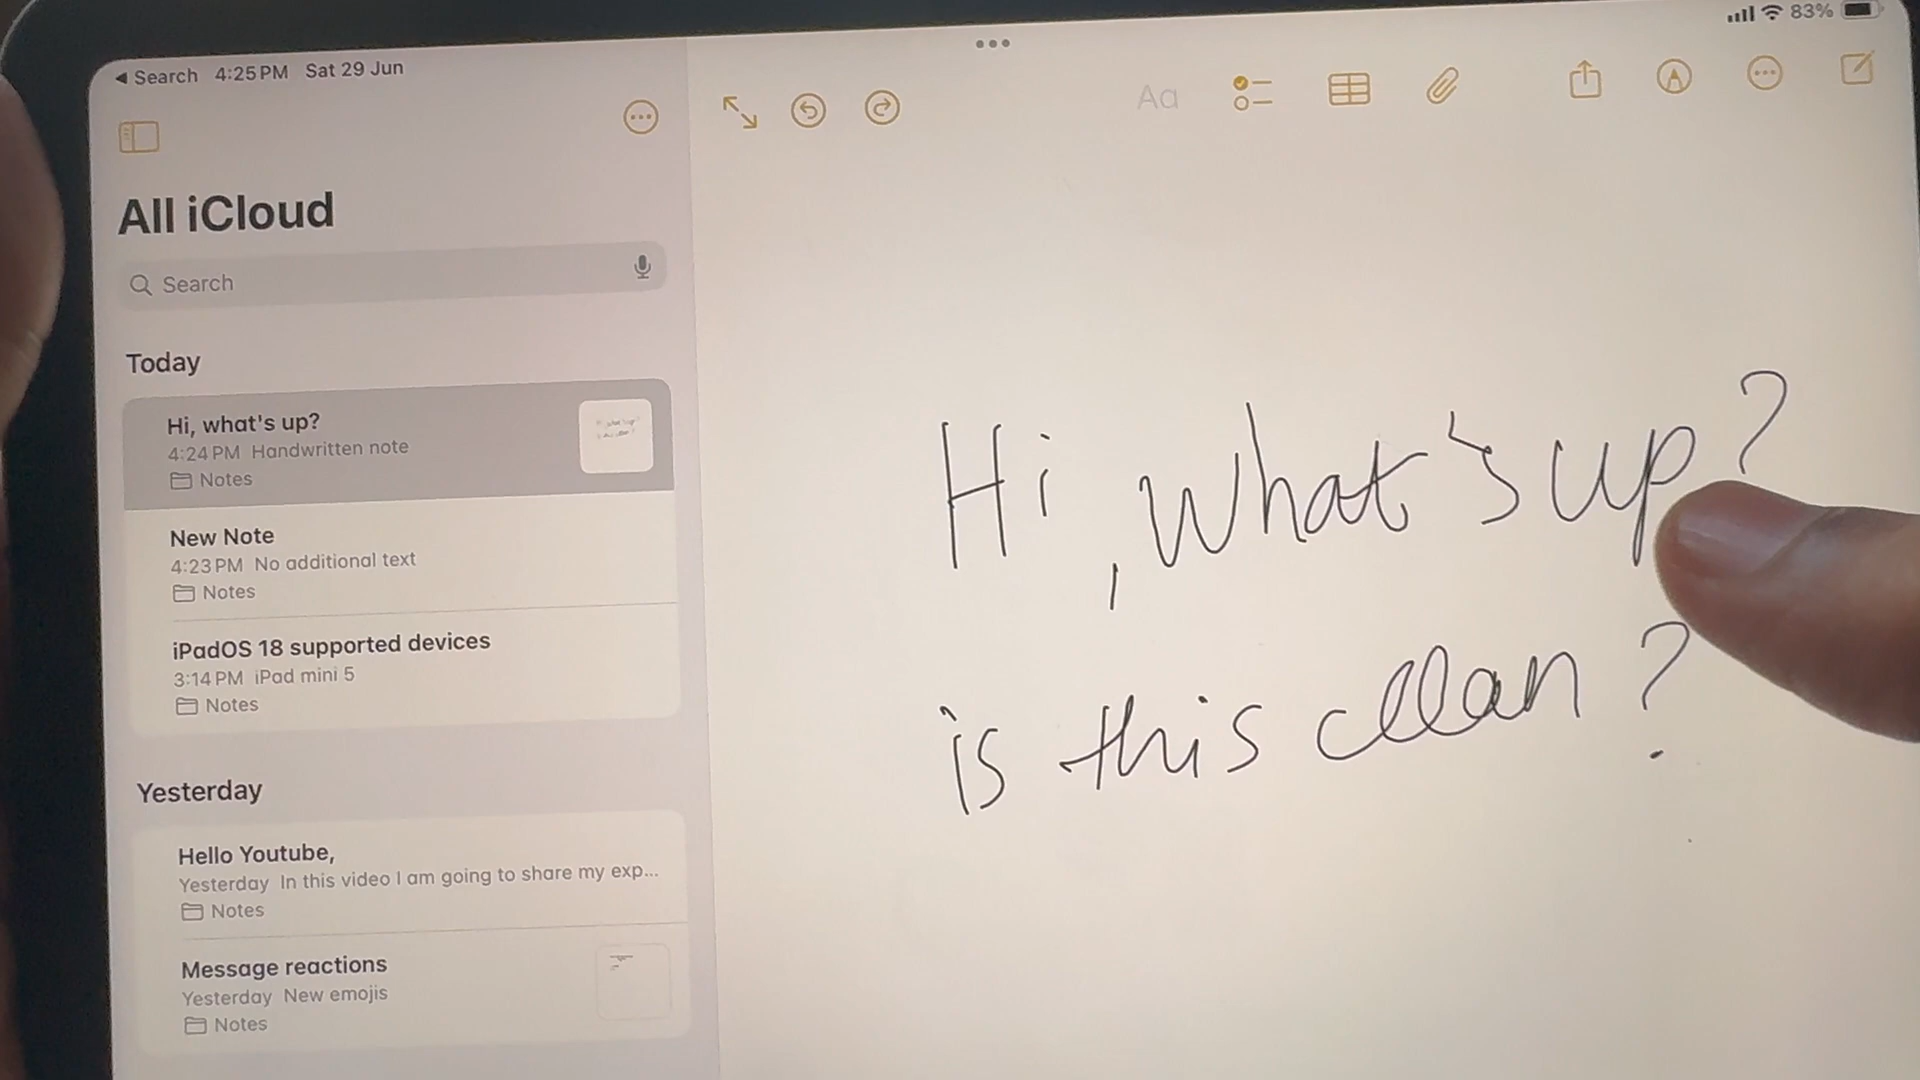 ◀ Search 4:25 PM Sat 29 Jun
83%
All iCloud
Search
Today
Hi, what's up?
4:24 PM Handwritten note
Notes
New Note
4:23 PM No additional text
Notes
iPadOS 18 supported devices
3:14 PM iPad mini 5
Notes
Yesterday
Hello Youtube,
Yesterday In this video I am going to share my exp...
Notes
Message reactions
Yesterday New emojis
Notes
Aa
Hi, what's up?
is this clean?